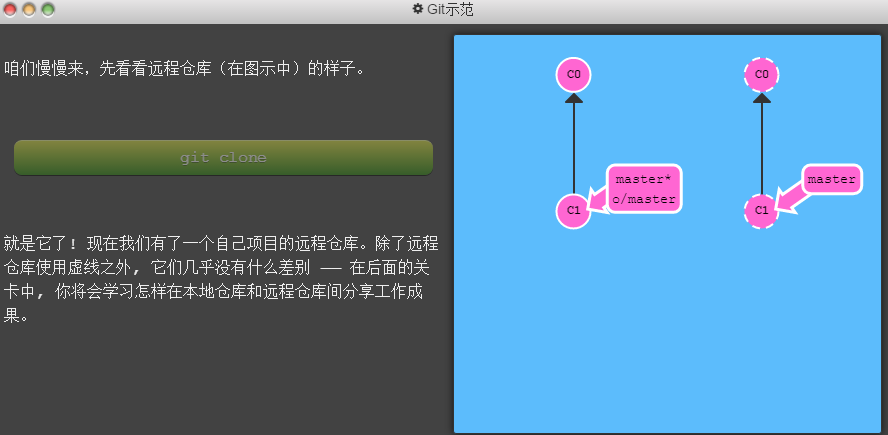 Git示范
咱们慢慢来，先看看远程仓库（在图示中）的样子。
git clone
就是它了! 现在我们有了一个自己项目的远程仓库。除了远程
仓库使用虚线之外, 它们几乎没有什么差别 —— 在后面的关
卡中, 你将会学习怎样在本地仓库和远程仓库间分享工作成
果。
C0
C1
master*
o/master
C0
C1
master